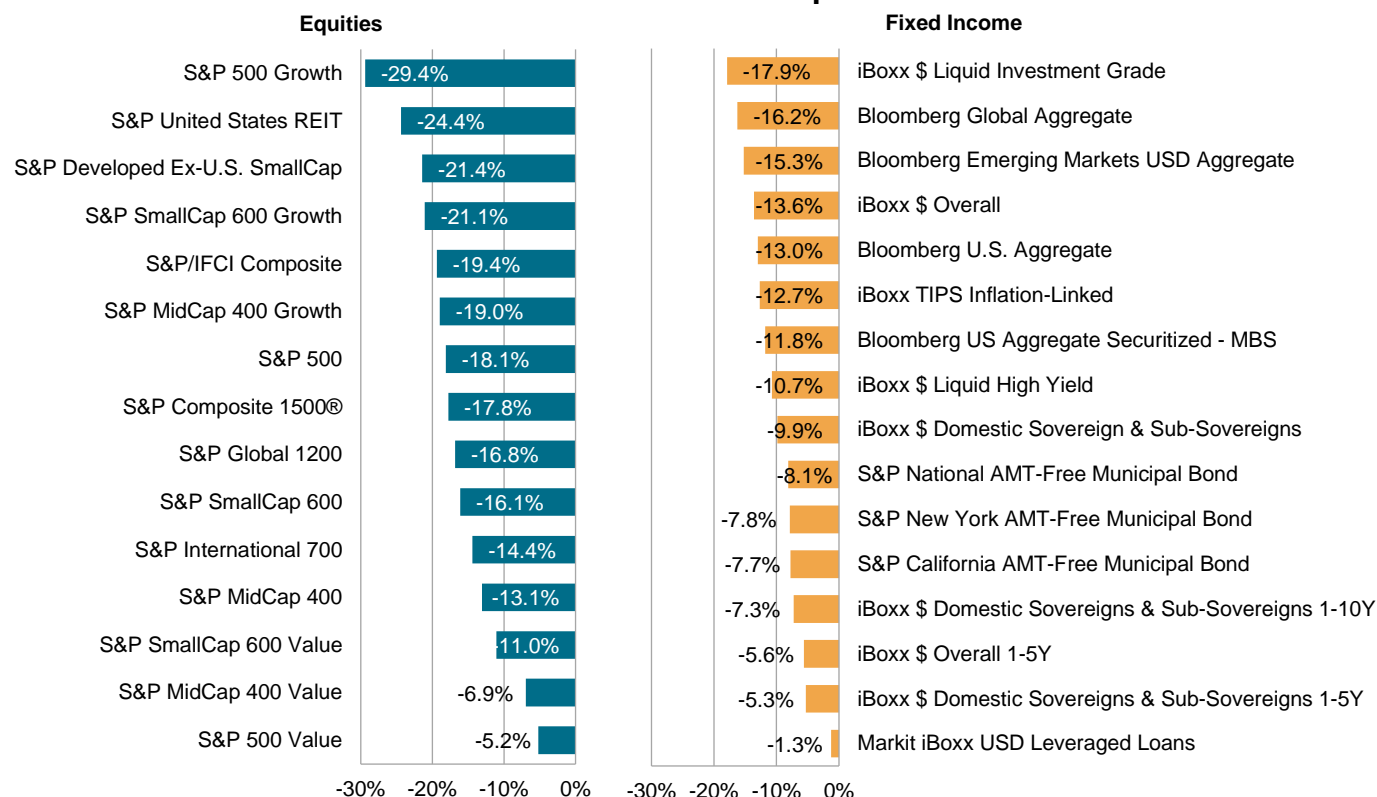 Equities
S&P 500 Growth -29.4%
S&P United States REIT -24.4%
S&P Developed Ex-U.S. SmallCap -21.4%
S&P SmallCap 600 Growth -21.1%
S&P/IFCI Composite -19.4%
S&P MidCap 400 Growth -19.0%
S&P 500 -18.1%
S&P Composite 1500® -17.8%
S&P Global 1200 -16.8%
S&P SmallCap 600 -16.1%
S&P International 700 -14.4%
S&P MidCap 400 -13.1%
S&P SmallCap 600 Value -11.0%
S&P MidCap 400 Value -6.9%
S&P 500 Value -5.2%
-30% -20% -10% 0%
Fixed Income
-17.9% iBoxx $ Liquid Investment Grade
-16.2% Bloomberg Global Aggregate
-15.3% Bloomberg Emerging Markets USD Aggregate
-13.6% iBoxx $ Overall
-13.0% Bloomberg U.S. Aggregate
-12.7% iBoxx TIPS Inflation-Linked
-11.8% Bloomberg US Aggregate Securitized - MBS
-10.7% iBoxx $ Liquid High Yield
-9.9% iBoxx $ Domestic Sovereign & Sub-Sovereigns
-8.1% S&P National AMT-Free Municipal Bond
-7.8% S&P New York AMT-Free Municipal Bond
-7.7% S&P California AMT-Free Municipal Bond
-7.3% iBoxx $ Domestic Sovereigns & Sub-Sovereigns 1-10Y
-5.6% iBoxx $ Overall 1-5Y
-5.3% iBoxx $ Domestic Sovereigns & Sub-Sovereigns 1-5Y
-1.3% Markit iBoxx USD Leveraged Loans
-30% -20% -10% 0%